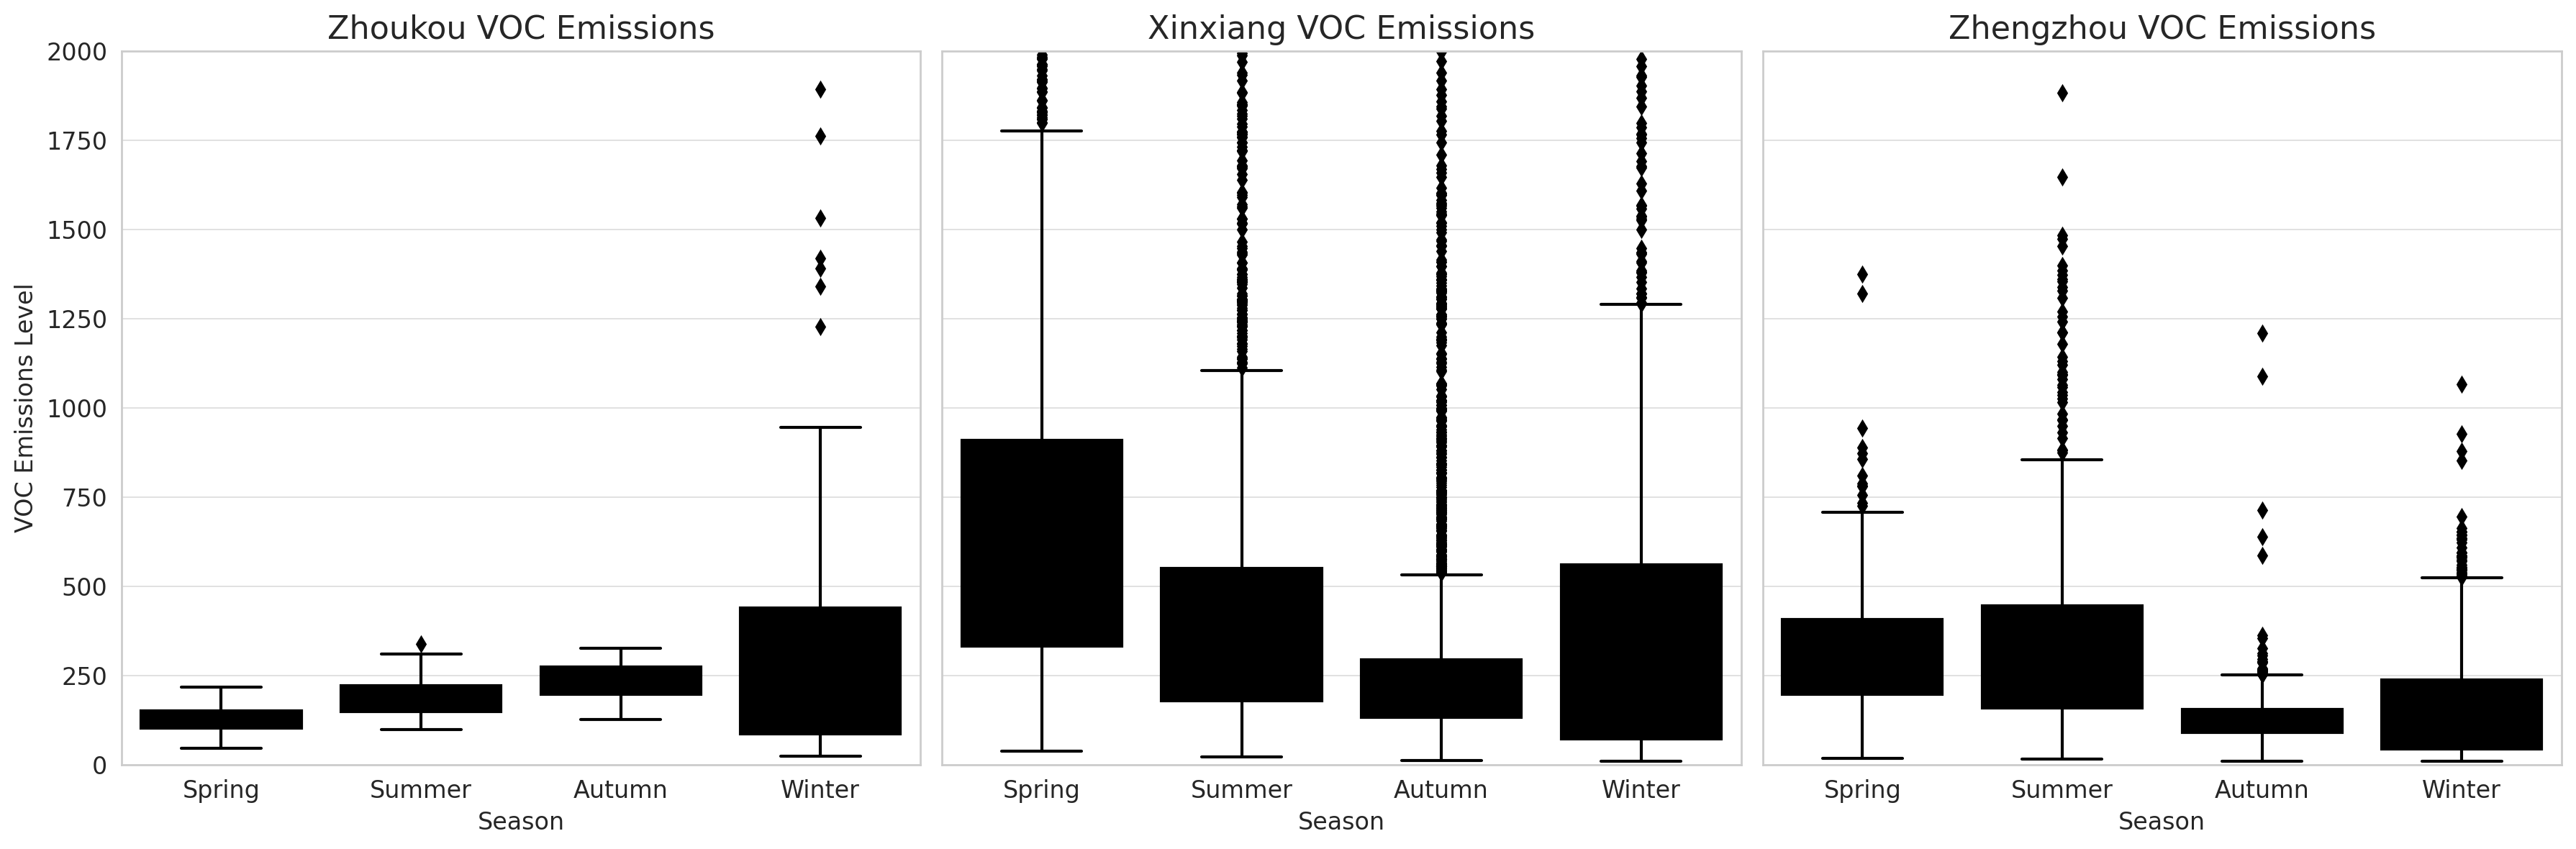 Zhoukou VOC Emissions
Xinxiang VOC Emissions
Zhengzhou VOC Emissions
VOC Emissions Level
2000
1750
1500
1250
1000
750
500
250
0
Spring Summer Autumn Winter
Spring Summer Autumn Winter
Spring Summer Autumn Winter
Season
Season
Season